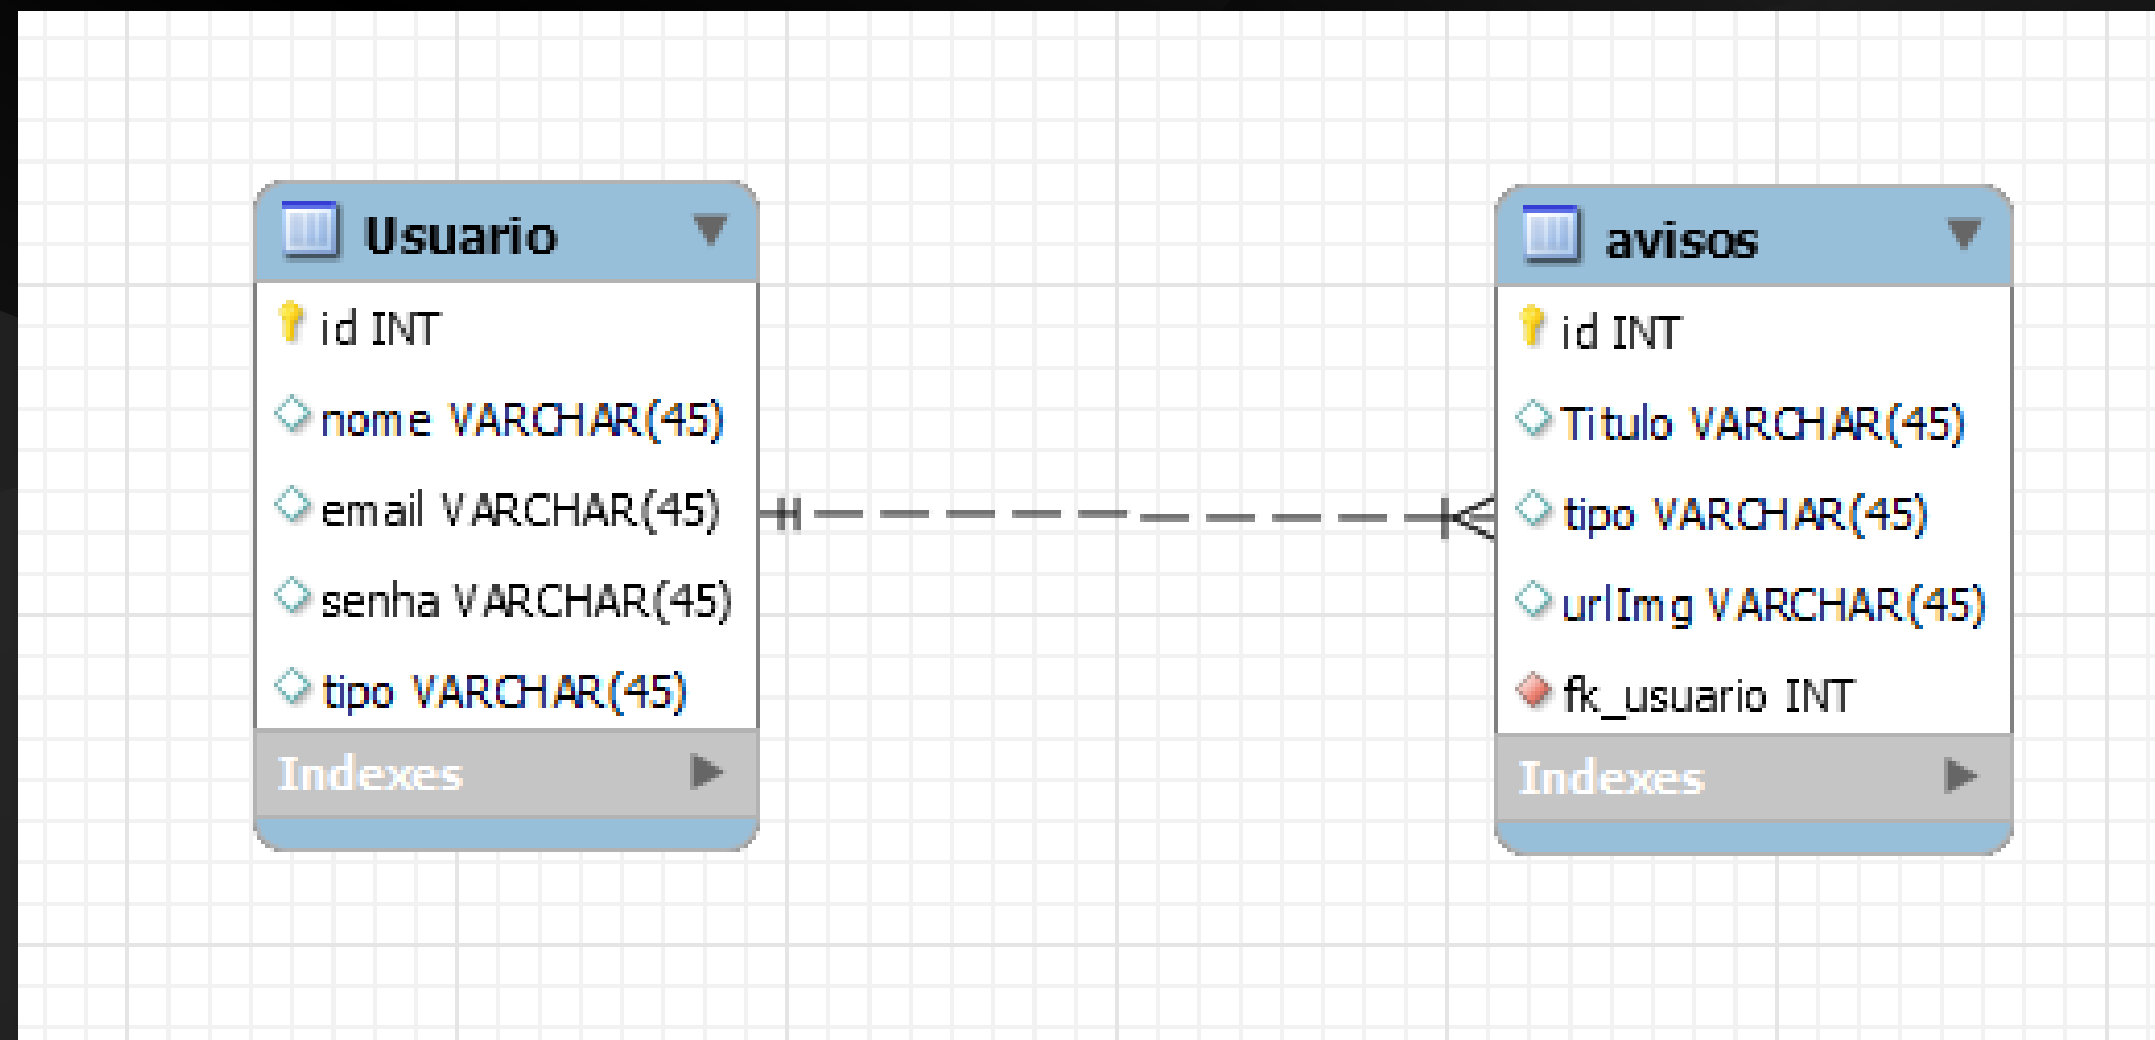 Usuario
id INT
nome VARCHAR(45)
email VARCHAR(45)
senha VARCHAR(45)
tipo VARCHAR(45)
Indexes
avisos
id INT
Titulo VARCHAR(45)
tipo VARCHAR(45)
urlImg VARCHAR(45)
fk_usuario INT
Indexes